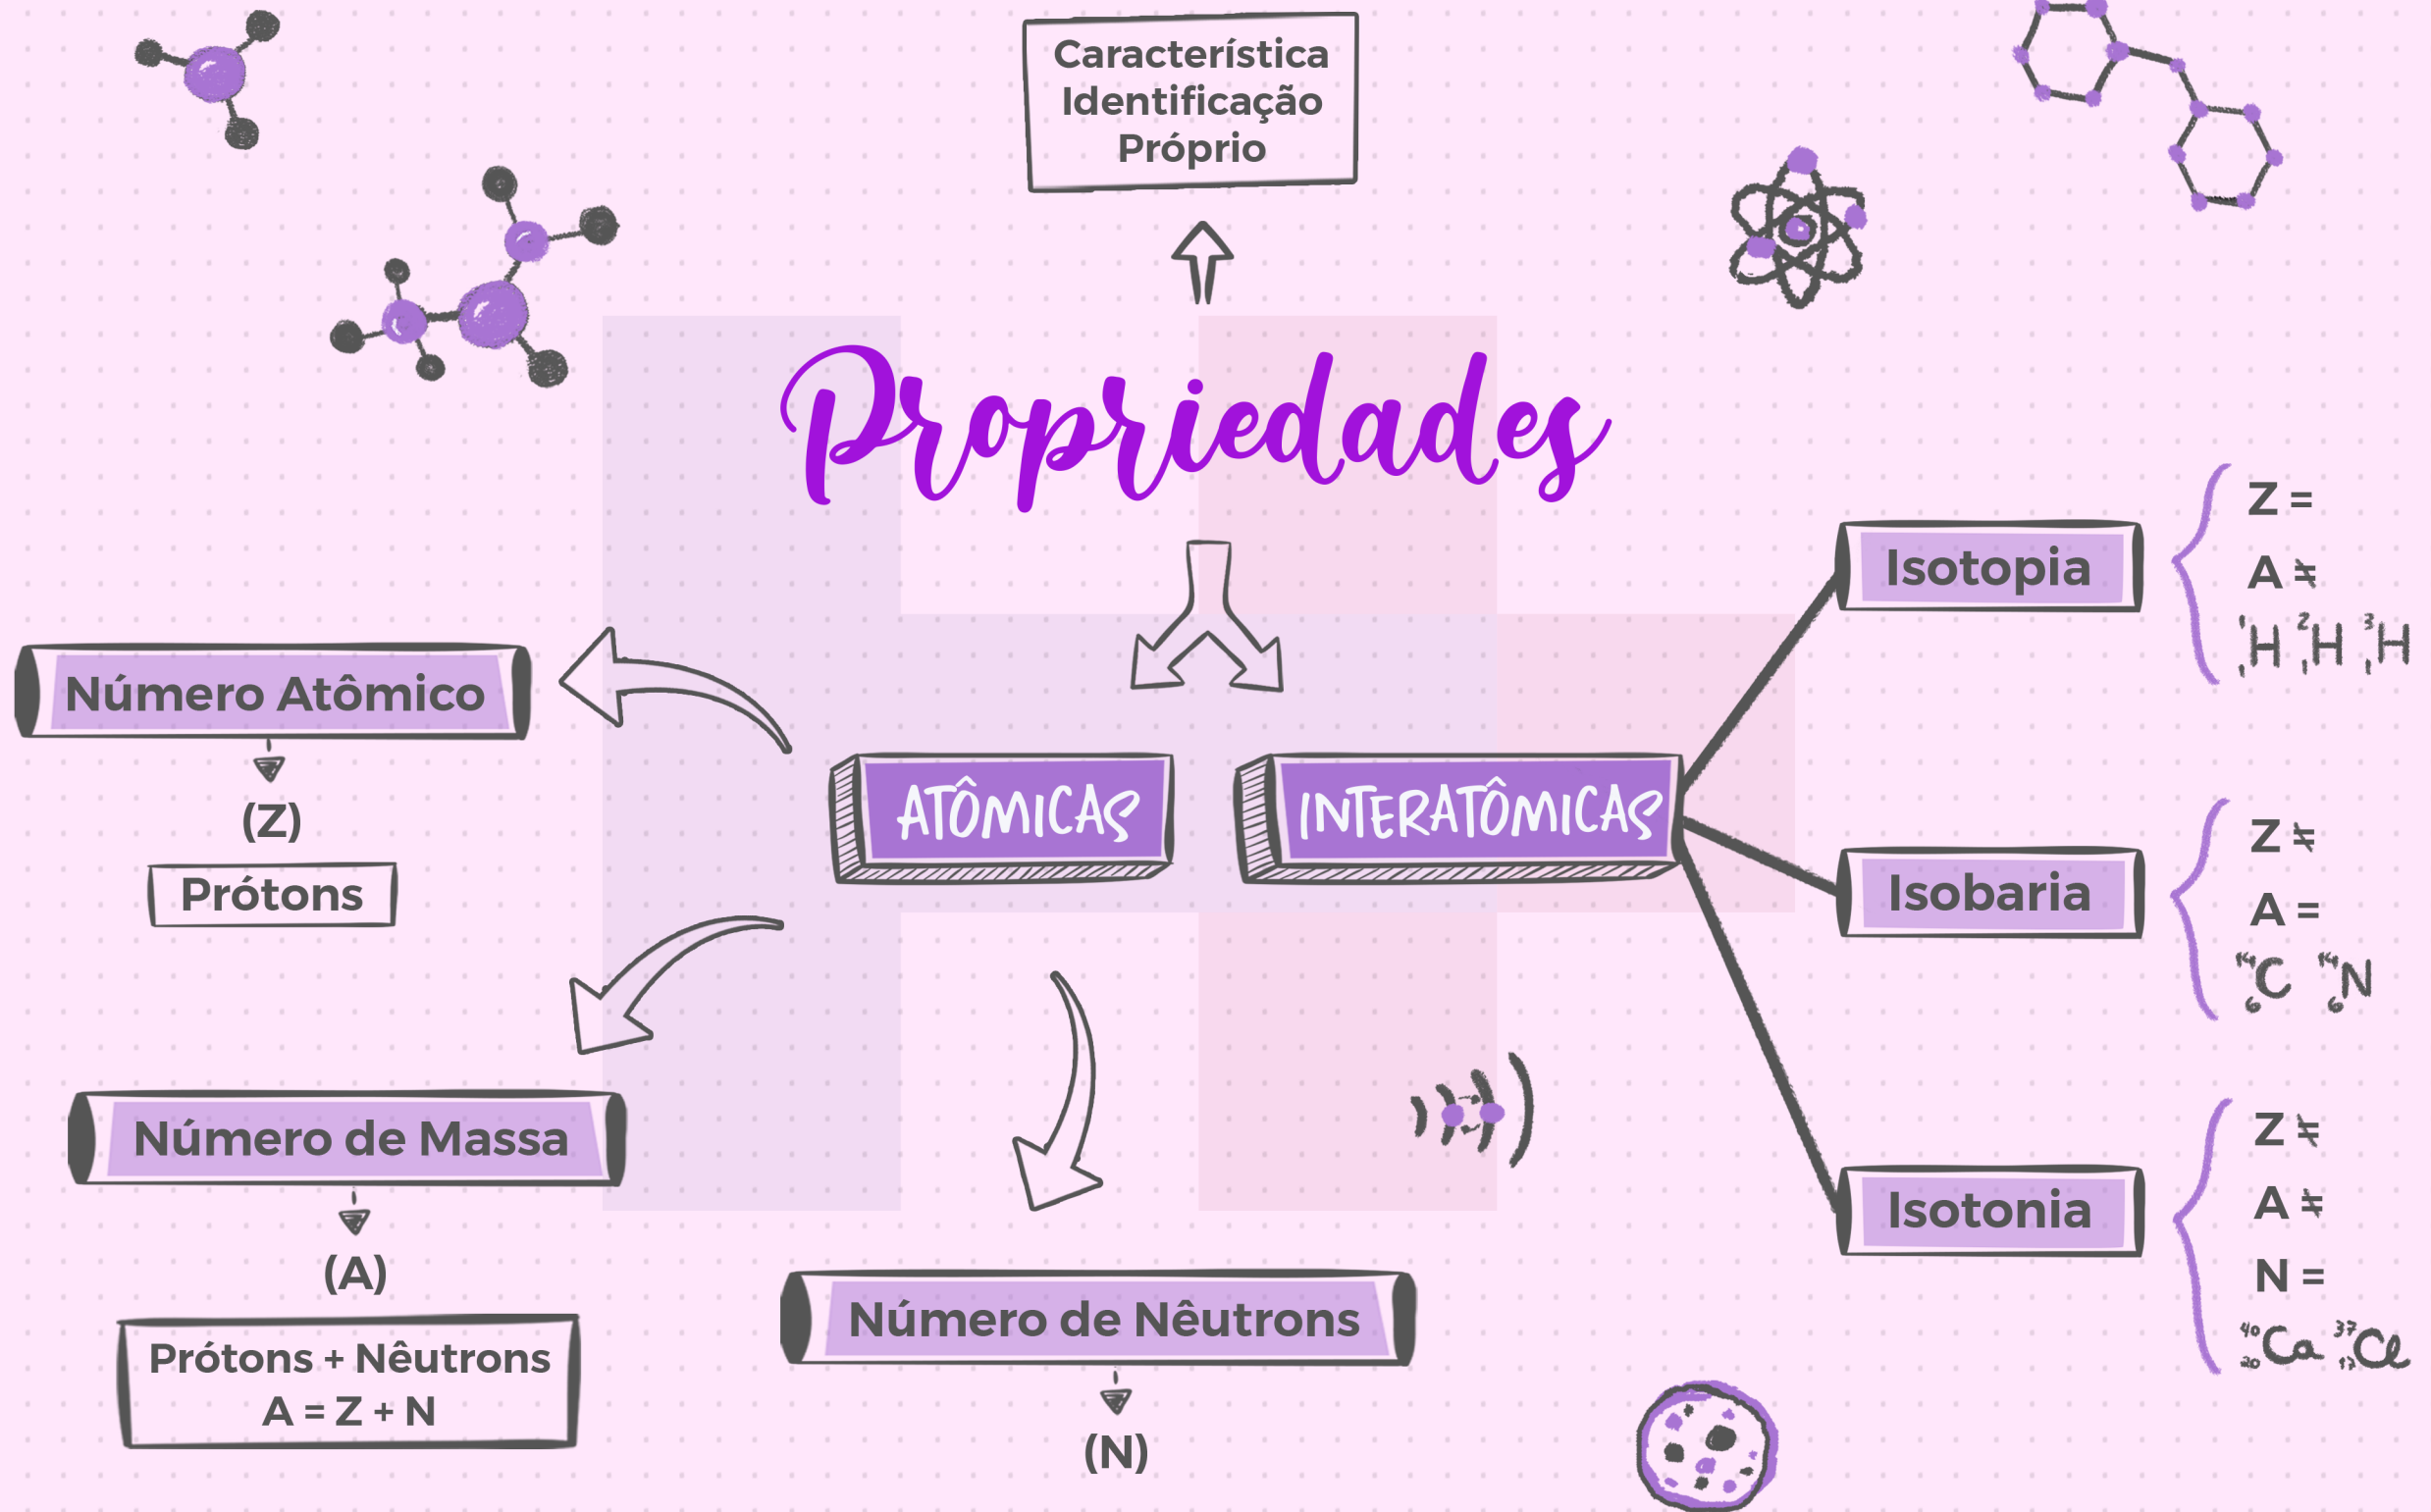 Característica
Identificação
Próprio
Propriedades
ATÔMICAS
INTERATÔMICAS
Número Atômico
(Z)
Prótons
Número de Massa
(A)
Prótons + Nêutrons
A = Z + N
Número de Nêutrons
(N)
Isotopia
Z =
A ≠
¹₁H ²₁H ³₁H
Isobaria
Z ≠
A =
¹⁴₆C ¹⁴₆N
Isotonia
Z ≠
A ≠
N =
⁴⁰₂₀Ca ³⁷₁₇Cl